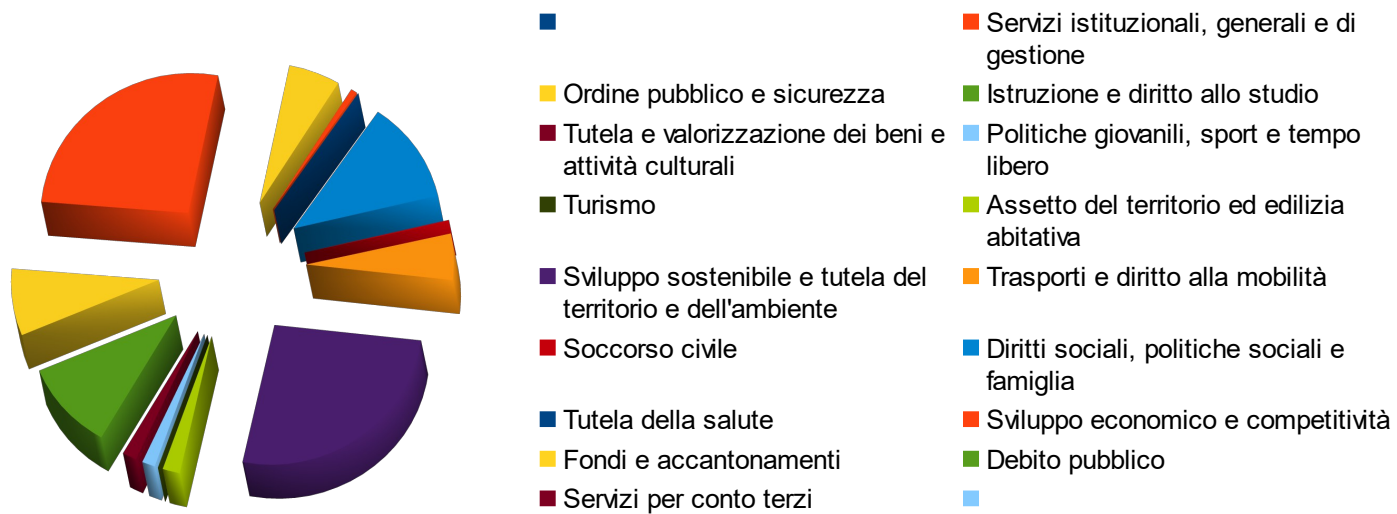 Servizi istituzionali, generali e di
gestione
Ordine pubblico e sicurezza
Istruzione e diritto allo studio
Tutela e valorizzazione dei beni e
attività culturali
Politiche giovanili, sport e tempo
libero
Turismo
Assetto del territorio ed edilizia
abitativa
Sviluppo sostenibile e tutela del
territorio e dell'ambiente
Trasporti e diritto alla mobilità
Soccorso civile
Diritti sociali, politiche sociali e
famiglia
Tutela della salute
Sviluppo economico e competitività
Fondi e accantonamenti
Debito pubblico
Servizi per conto terzi